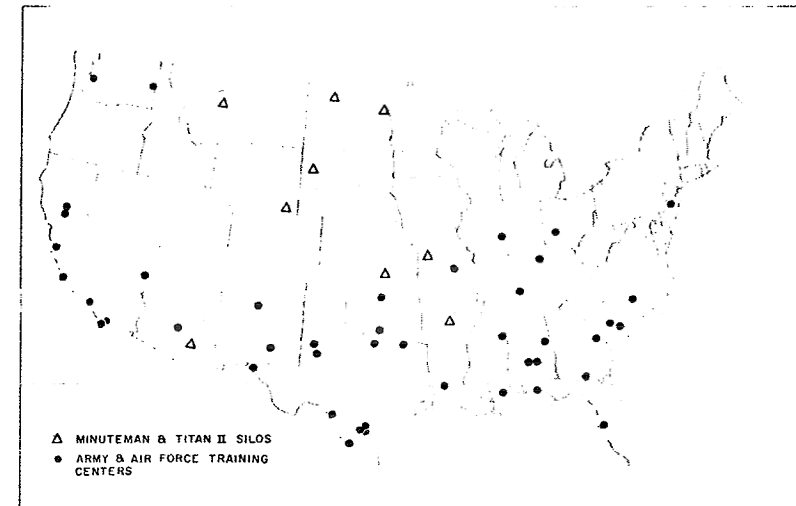 MINUTEMAN & TITAN II SILOS
ARMY & AIR FORCE TRAINING
CENTERS